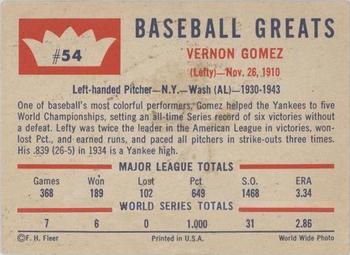 #54
BASEBALL GREATS
VERNON GOMEZ
(Lefty)—Nov. 26, 1910
Left-handed Pitcher—N.Y.—Wash (AL)—1930-1943
One of baseball's most colorful performers, Gomez helped the Yankees to five
World Championships, setting an all-time Series record of six victories without
a defeat. Lefty was twice the leader in the American League in victories, won-
lost Pct., and earned runs, and paced all pitchers in strike-outs three times.
His .839 (26-5) in 1934 is a Yankee high.
MAJOR LEAGUE TOTALS
Games Won Lost Pct. S.O. ERA
368 189 102 649 1468 3.34
WORLD SERIES TOTALS
7 6 0 1.000 31 2.86
©F. H. Fleer Printed in U.S.A. World Wide Photo